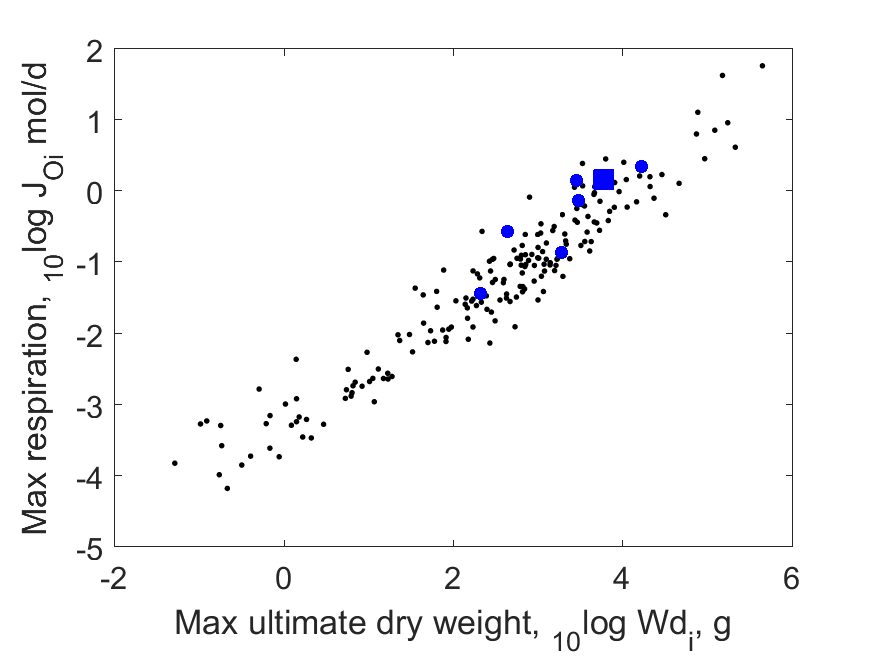 2
1
0
-1
-2
-3
-4
-5
-2 0 2 4 6
Max respiration, 10log JOi mol/d
Max ultimate dry weight, 10log Wdi, g